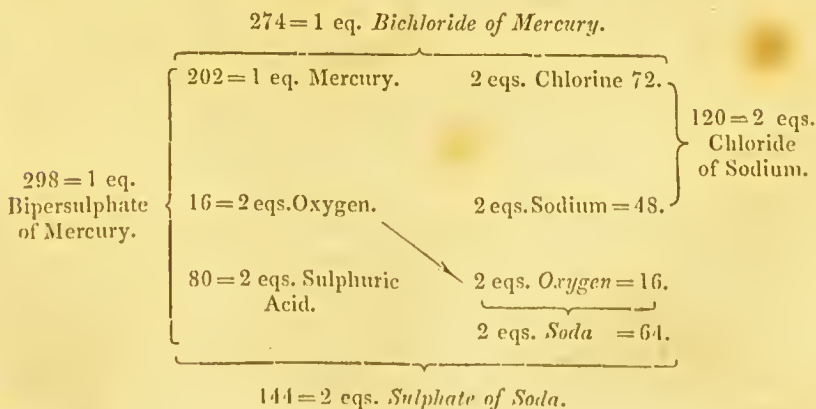 274=1 eq. Bichloride of Mercury.
202=1 eq. Mercury.
2 eqs. Chlorine 72.
120=2 eqs.
Chloride
of Sodium.
298=1 eq.
Bipersulphate
of Mercury.
16=2 eqs.Oxygen.
2 eqs.Sodium=48.
80=2 eqs. Sulphuric
Acid.
2 eqs. Oxygen=16.
2 eqs. Soda =64.
144=2 eqs. Sulphate of Soda.